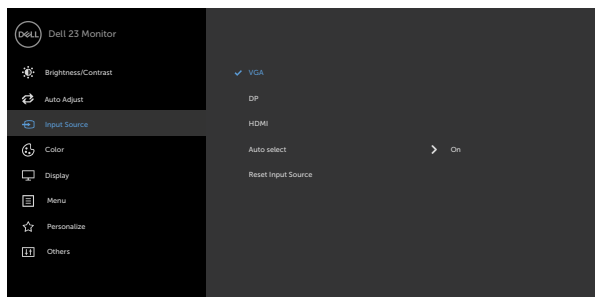 DELL Dell 23 Monitor
Brightness/Contrast
Auto Adjust
Input Source
Color
Display
Menu
Personalize
Others
VGA
DP
HDMI
Auto select On
Reset Input Source